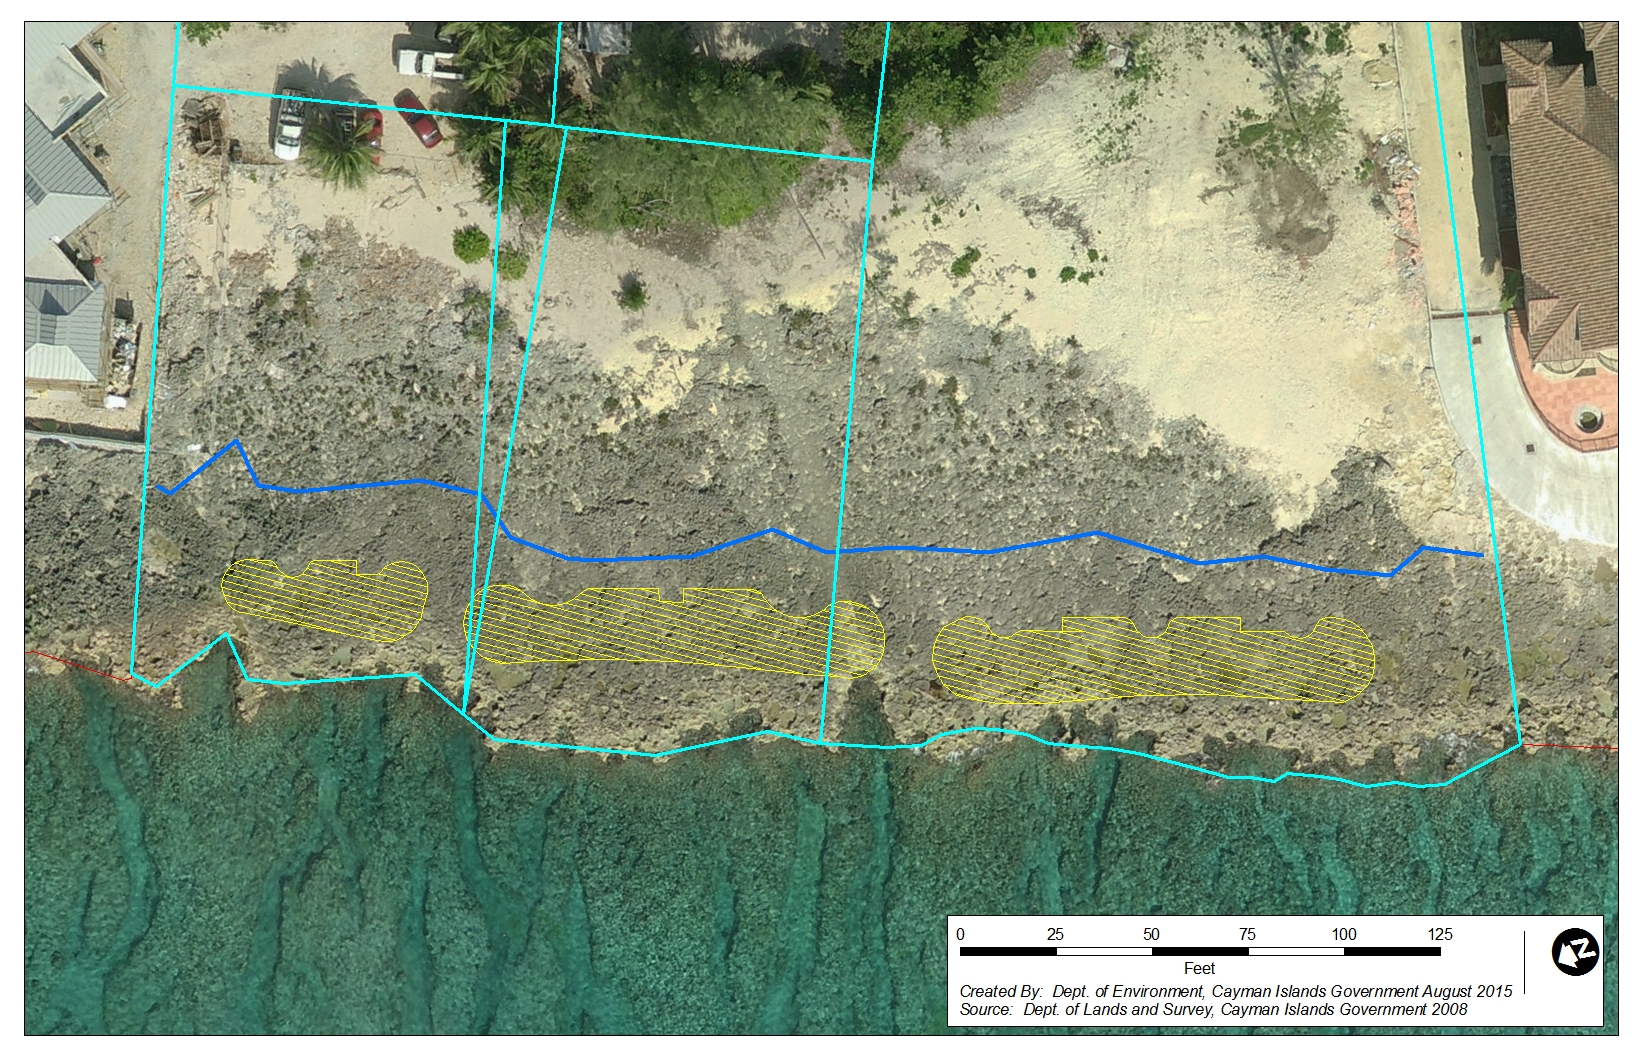 0 25 50 75 100 125
Feet
Created By: Dept. of Environment, Cayman Islands Government August 2015
Source: Dept. of Lands and Survey, Cayman Islands Government 2008
N